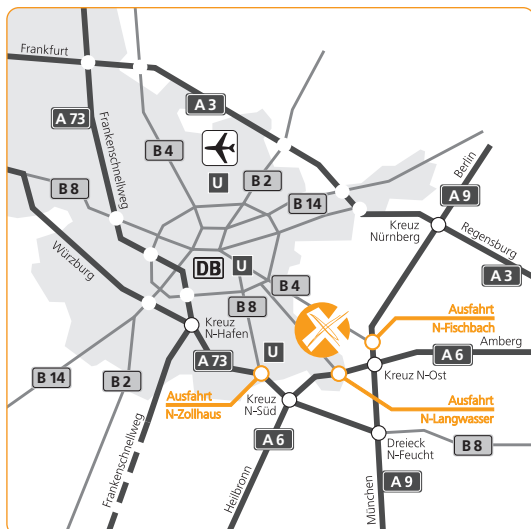 Frankfurt
A 3
A 73
Frankenschnellweg
B 4
B 2
U
B 8
B 14
Berlin
A 9
Kreuz
Nürnberg
Regensburg
A 3
Würzburg
DB
U
B 4
B 8
Ausfahrt
N-Fischbach
Kreuz
N-Hafen
U
A 73
Amberg
A 6
Kreuz N-Ost
B 14
B 2
Ausfahrt
N-Zollhaus
Kreuz
N-Süd
Ausfahrt
N-Langwasser
A 6
Dreieck
N-Feucht
B 8
Frankenschnellweg
Heilbronn
München
A 9